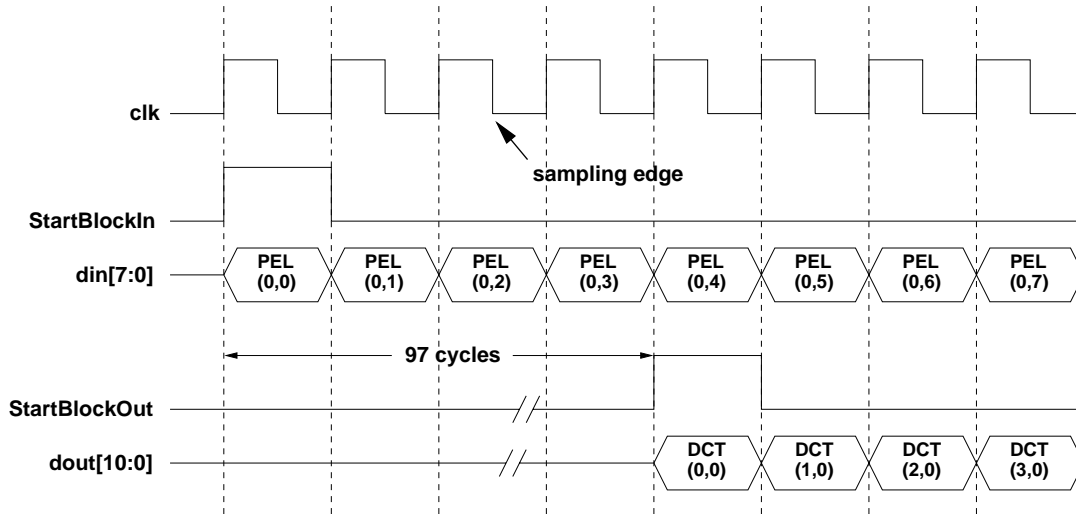 clk
sampling edge
StartBlockIn
din[7:0]
PEL PEL PEL PEL PEL PEL PEL PEL
(0,0) (0,1) (0,2) (0,3) (0,4) (0,5) (0,6) (0,7)
97 cycles
StartBlockOut
dout[10:0]
DCT DCT DCT DCT
(0,0) (1,0) (2,0) (3,0)